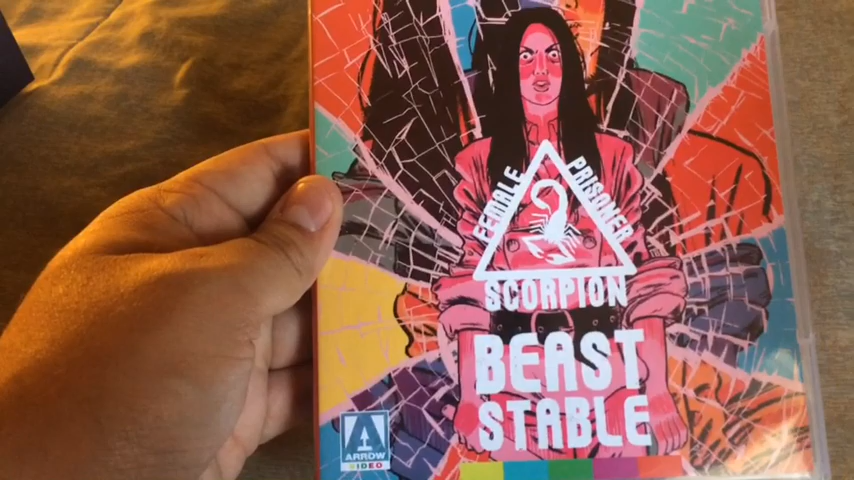 FEMALE PRISONER
SCORPION
BEAST
STABLE
ARROW
VIDEO